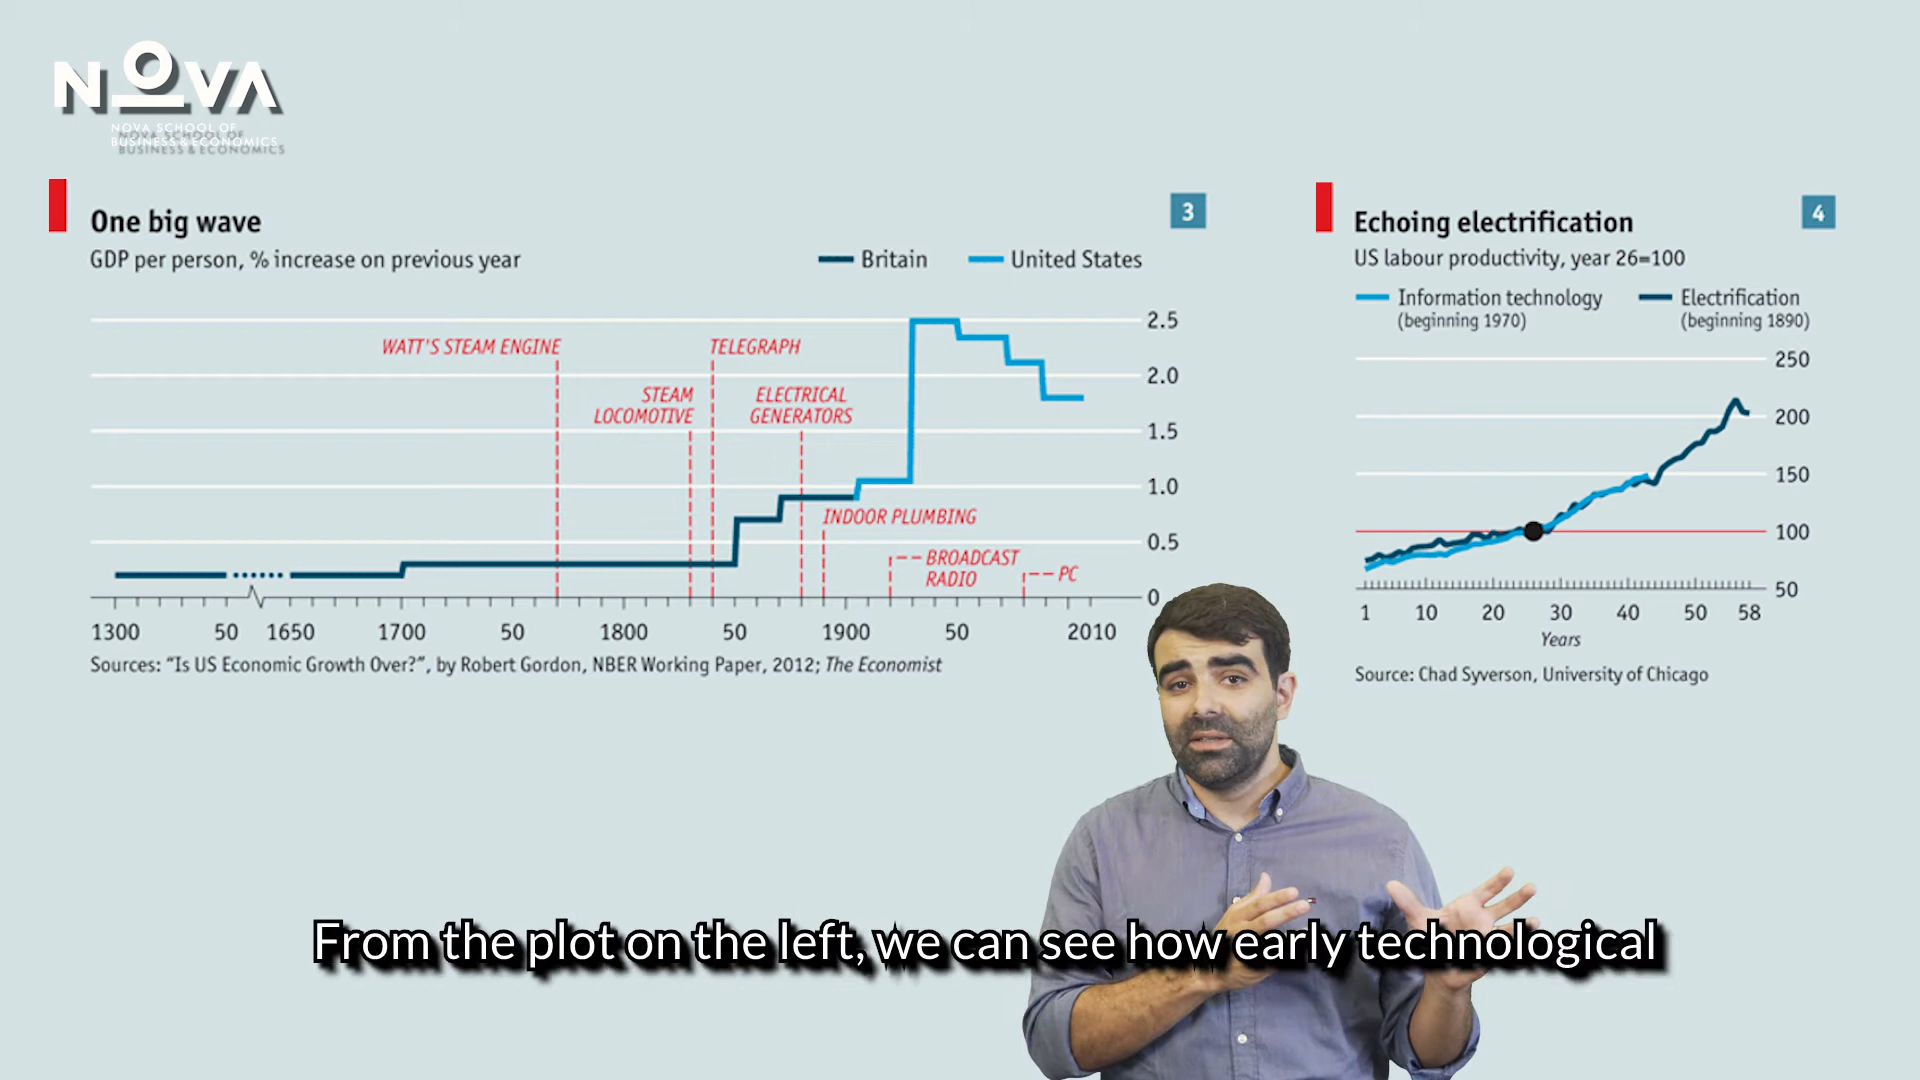 NOVA
NOVA SCHOOL OF
BUSINESS & ECONOMICS
One big wave
3
GDP per person, % increase on previous year
Britain
United States
2.5
WATT'S STEAM ENGINE
TELEGRAPH
2.0
STEAM
LOCOMOTIVE
ELECTRICAL
GENERATORS
1.5
1.0
INDOOR PLUMBING
0.5
BROADCAST
RADIO
PC
0
1300 50 1650 1700 50 1800 50 1900 50 2010
Sources: "Is US Economic Growth Over?", by Robert Gordon, NBER Working Paper, 2012; The Economist
Echoing electrification
4
US labour productivity, year 26=100
Information technology
(beginning 1970)
Electrification
(beginning 1890)
250
200
150
100
50
1 10 20 30 40 50 58
Years
Source: Chad Syverson, University of Chicago
From the plot on the left, we can see how early technological